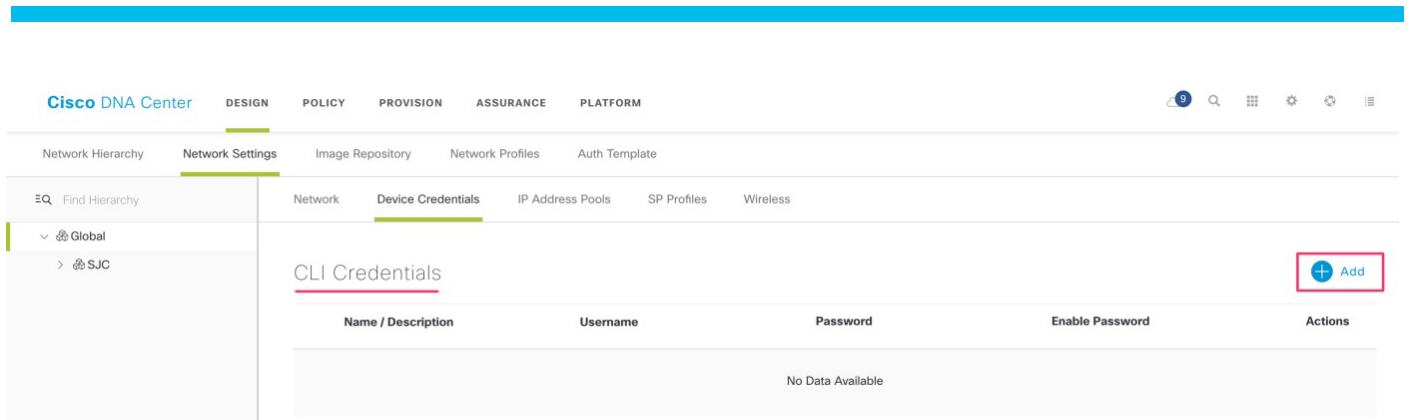 Cisco DNA Center DESIGN POLICY PROVISION ASSURANCE PLATFORM 9
Network Hierarchy Network Settings Image Repository Network Profiles Auth Template
Find Hierarchy Network Device Credentials IP Address Pools SP Profiles Wireless
Global
SJC
CLI Credentials Add
Name / Description Username Password Enable Password Actions
No Data Available